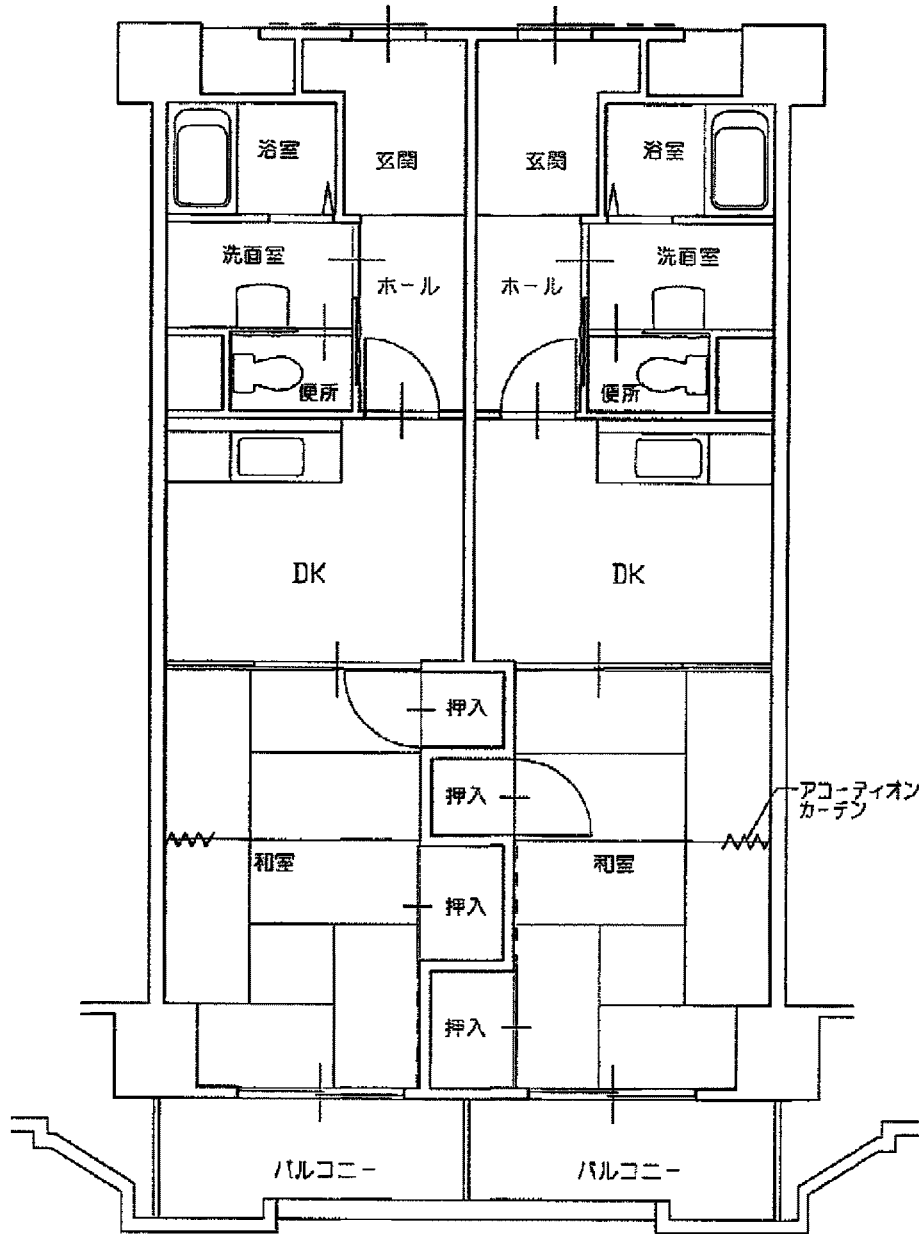 浴室
玄関
玄関
浴室
洗面室
ホール
ホール
洗面室
便所
便所
DK
DK
押入
押入
アコーディオン
カーテン
和室
和室
押入
押入
バルコニー
バルコニー